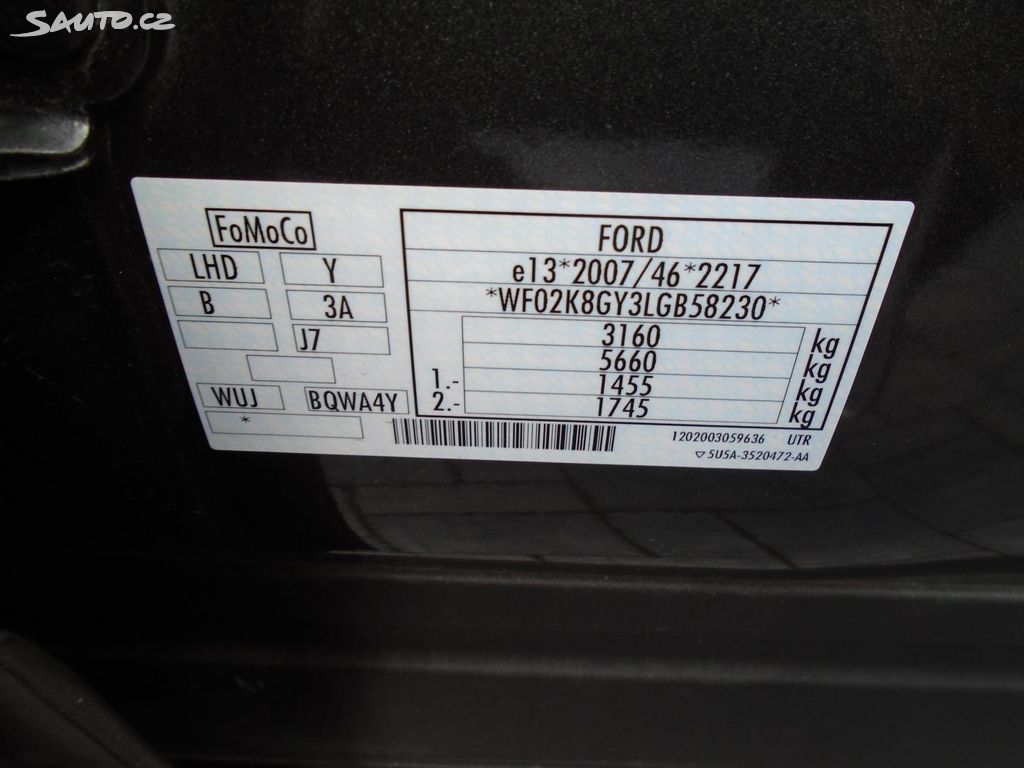 Sauto.cz
FoMoCo
LHD Y
B 3A
J7
WUJ BQWA4Y
*
FORD
e13*2007/46*2217
*WF02K8GY3LGB58230*
3160 kg
5660 kg
1.- 1455 kg
2.- 1745 kg
1202003059636 UTR
5U5A-3520472-AA